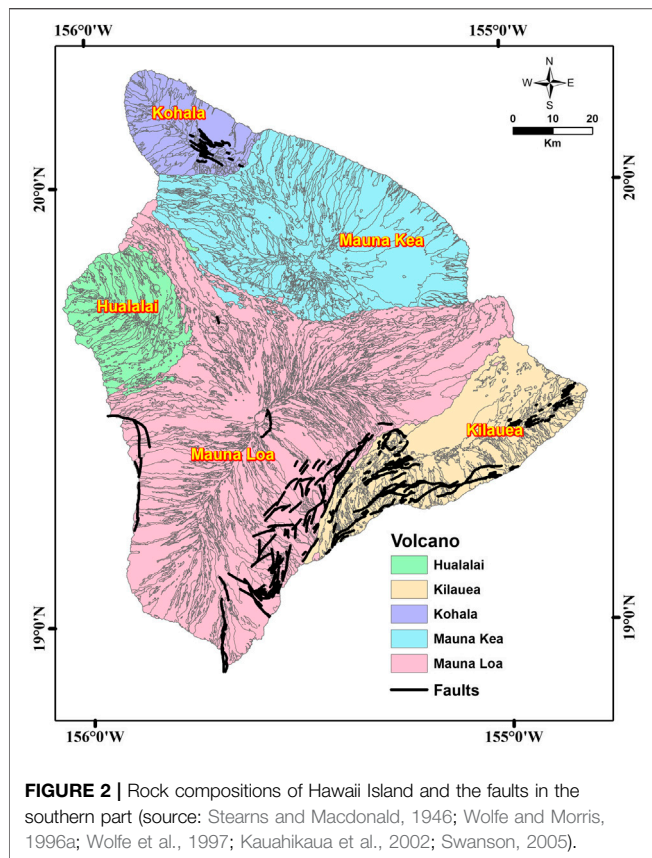 156°0'W 155°0'W
N
W E
S
0 10 20
Km
Kohala
20°0'N 20°0'N
Mauna Kea
Hualalai
Kilauea
Mauna Loa
Volcano
Hualalai
Kilauea
Kohala
Mauna Kea
Mauna Loa
Faults
19°0'N 19°0'N
156°0'W 155°0'W
FIGURE 2 | Rock compositions of Hawaii Island and the faults in the
southern part (source: Stearns and Macdonald, 1946; Wolfe and Morris,
1996a; Wolfe et al., 1997; Kauahikaua et al., 2002; Swanson, 2005).